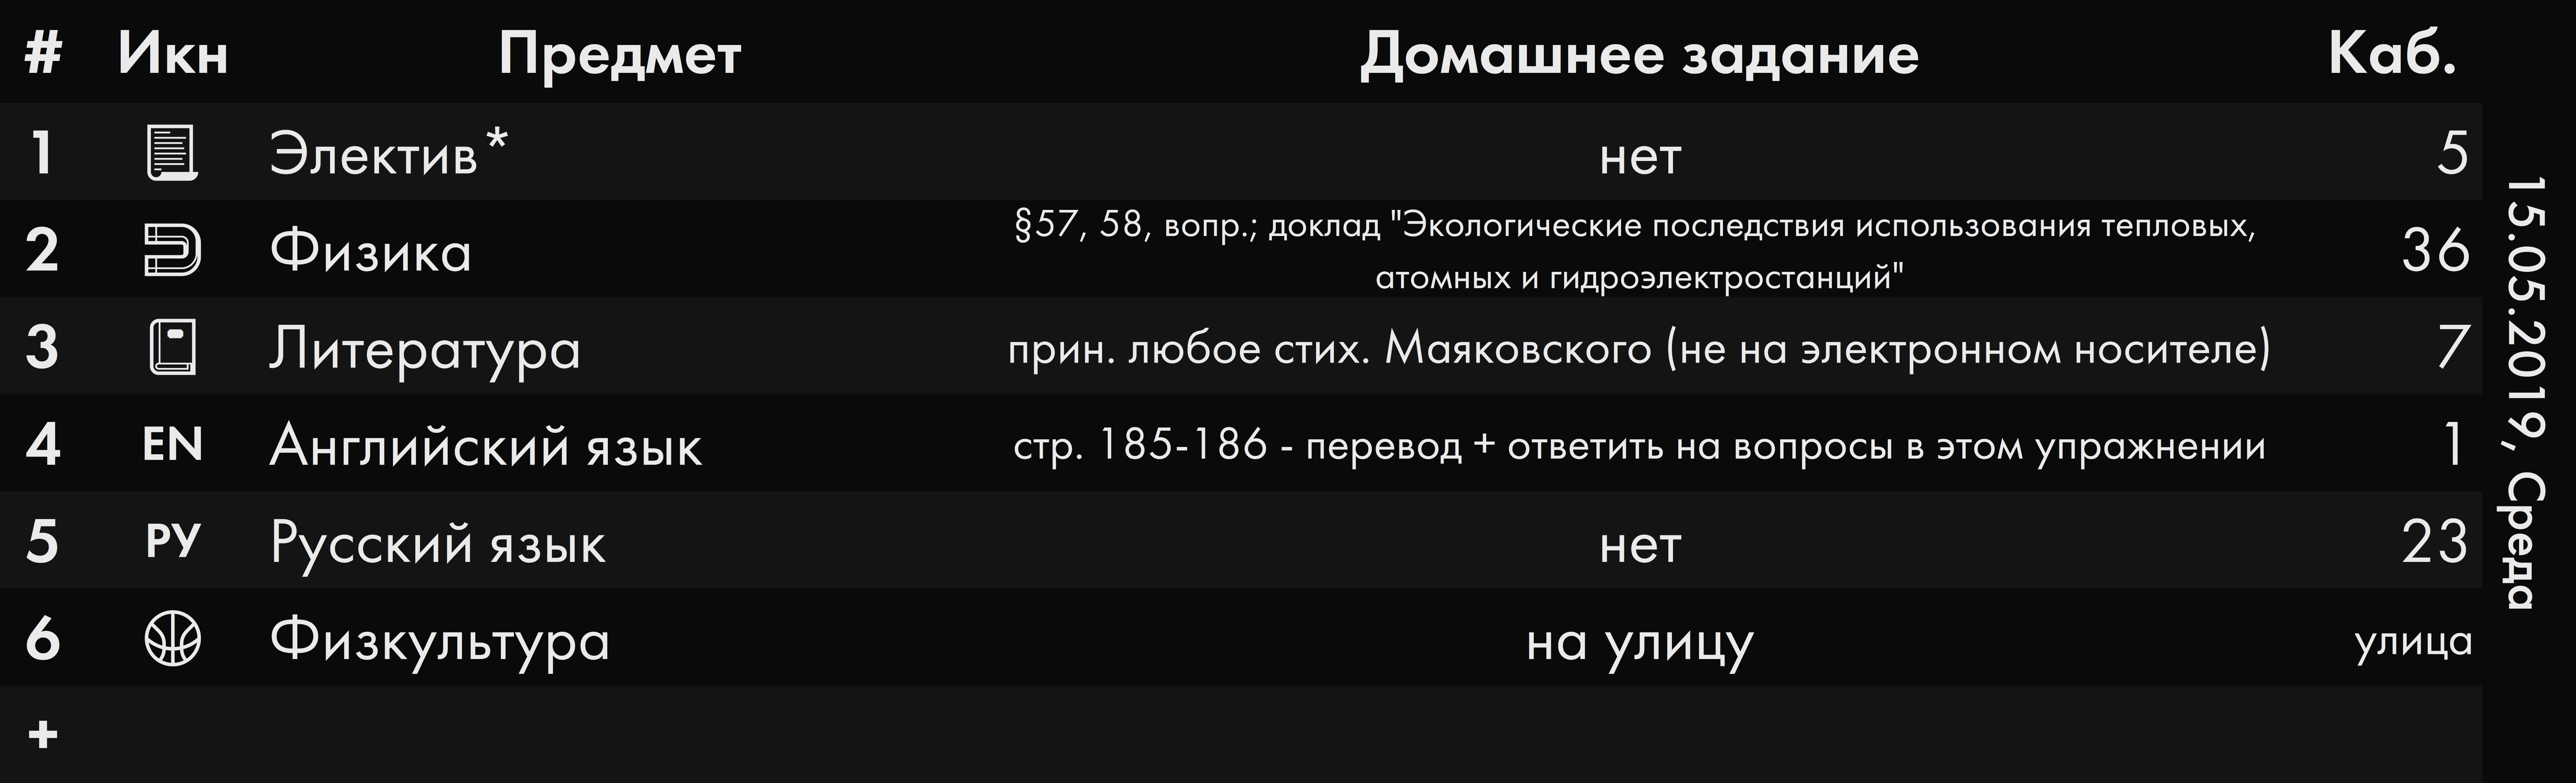 # Икн Предмет Домашнее задание Каб.
1 Электив* нет 5
2 Физика §57, 58, вопр.; доклад "Экологические последствия использования тепловых, 36
атомных и гидроэлектростанций"
3 Литература прин. любое стих. Маяковского (не на электронном носителе) 7
4 EN Английский язык стр. 185-186 - перевод + ответить на вопросы в этом упражнении 1
5 РУ Русский язык нет 23
6 Физкультура на улицу улица
+
15.05.2019, Среда